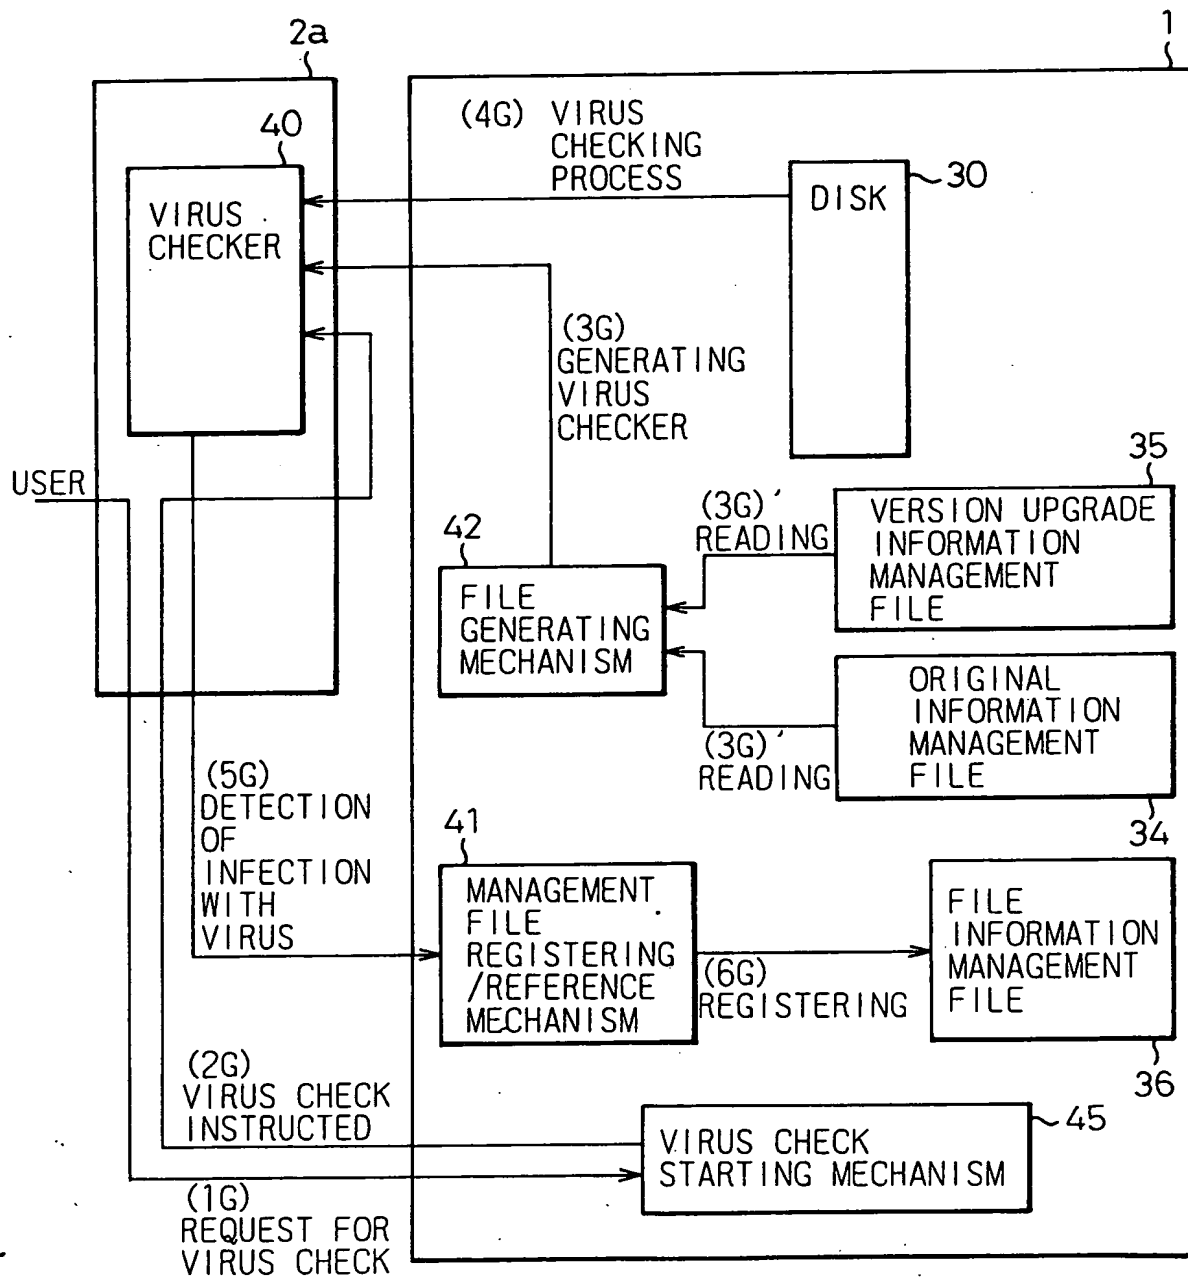 2a
1
40
(4G) VIRUS
CHECKING
PROCESS
30
DISK
VIRUS
CHECKER
(3G)
GENERATING
VIRUS
CHECKER
USER
35
(3G)'
READING
VERSION UPGRADE
INFORMATION
MANAGEMENT
FILE
42
FILE
GENERATING
MECHANISM
ORIGINAL
INFORMATION
MANAGEMENT
FILE
(3G)'
READING
34
(5G)
DETECTION
OF
INFECTION
WITH
VIRUS
41
MANAGEMENT
FILE
REGISTERING
/REFERENCE
MECHANISM
(6G)
REGISTERING
FILE
INFORMATION
MANAGEMENT
FILE
36
(2G)
VIRUS CHECK
INSTRUCTED
45
VIRUS CHECK
STARTING MECHANISM
(1G)
REQUEST FOR
VIRUS CHECK